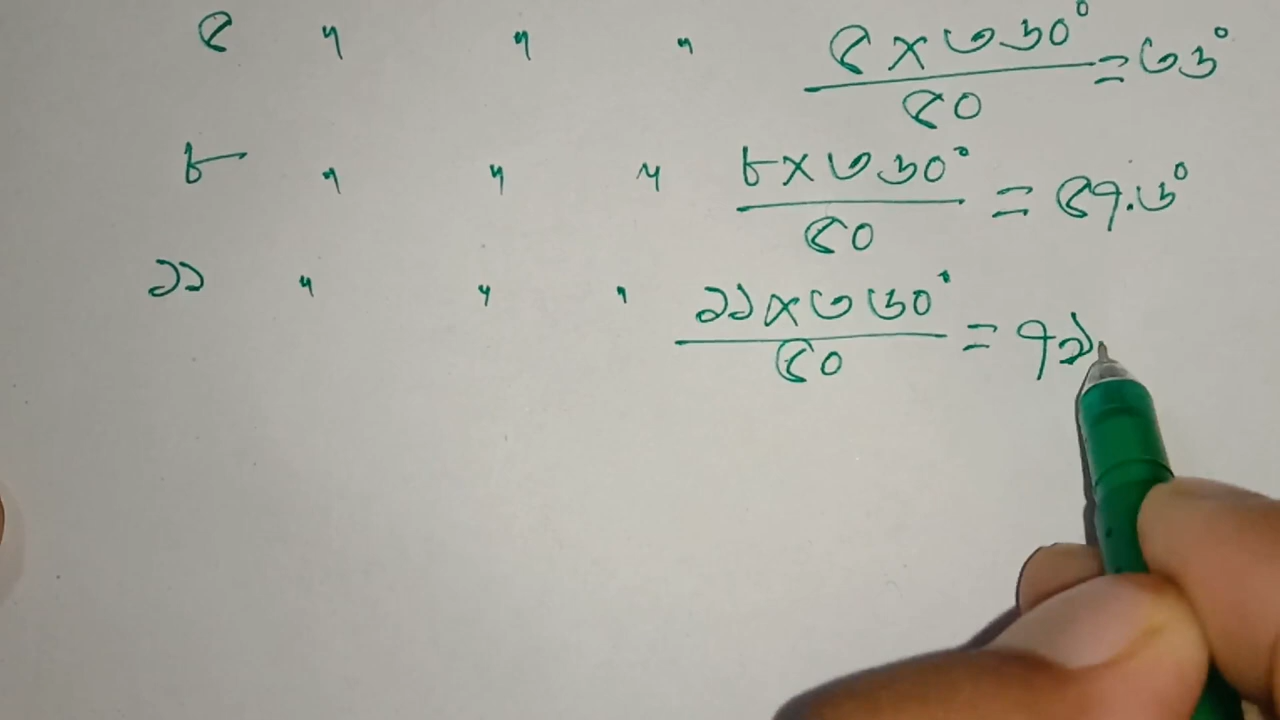 ৫ " " " ৫×৩৬০°/৫০ = ৩৬°
৮ " " " ৮×৩৬০°/৫০ = ৫৭.৬°
১১ " " " ১১×৩৬০°/৫০ = ৭৯